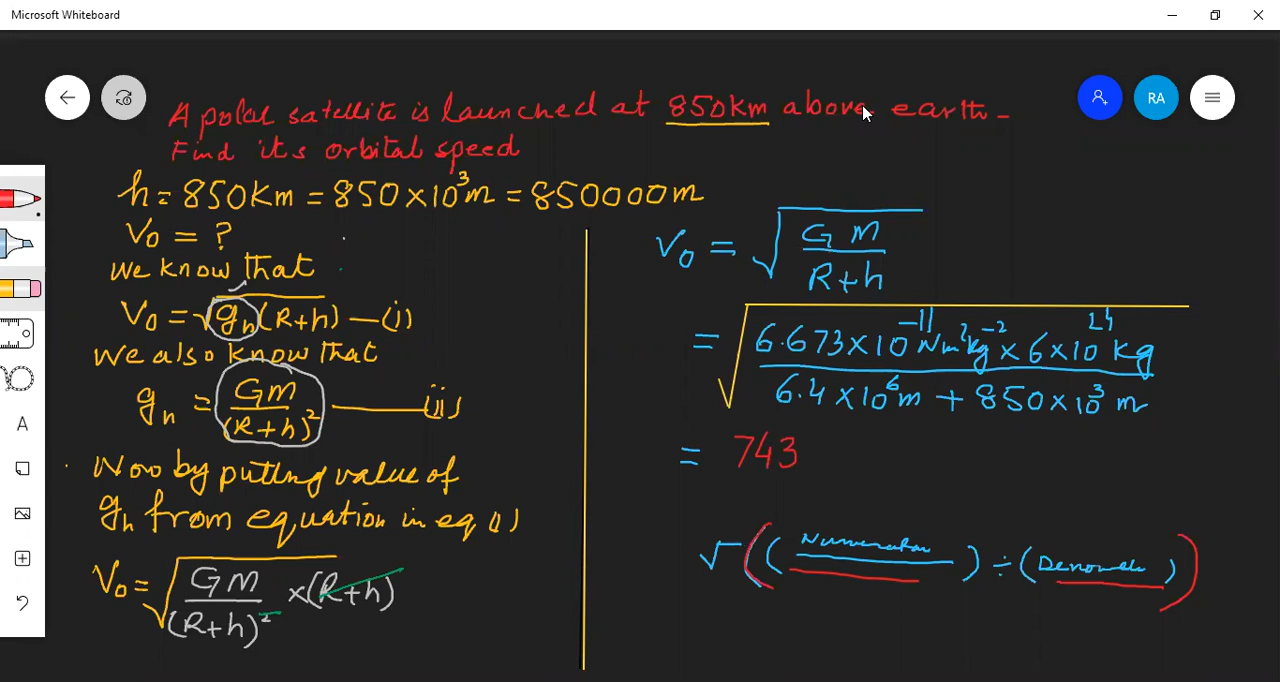 Microsoft Whiteboard
RA
A polar satellite is launched at 850km above earth-
Find its orbital speed
h = 850Km = 850×10³m = 850000m
V₀ = ?
We know that
V₀ = √gₕ(R+h) —(i)
We also know that
gₕ = GM/(R+h)² ——(ii)
Now by putting value of
gₕ from equation in eq (i)
V₀ = √GM/(R+h)² ×(R+h)
V₀ = √GM/R+h
= √6.673×10⁻¹¹Nm²kg⁻²×6×10²⁴kg/6.4×10⁶m + 850×10³m
= 743
√((Numerator)÷(Denome))
A